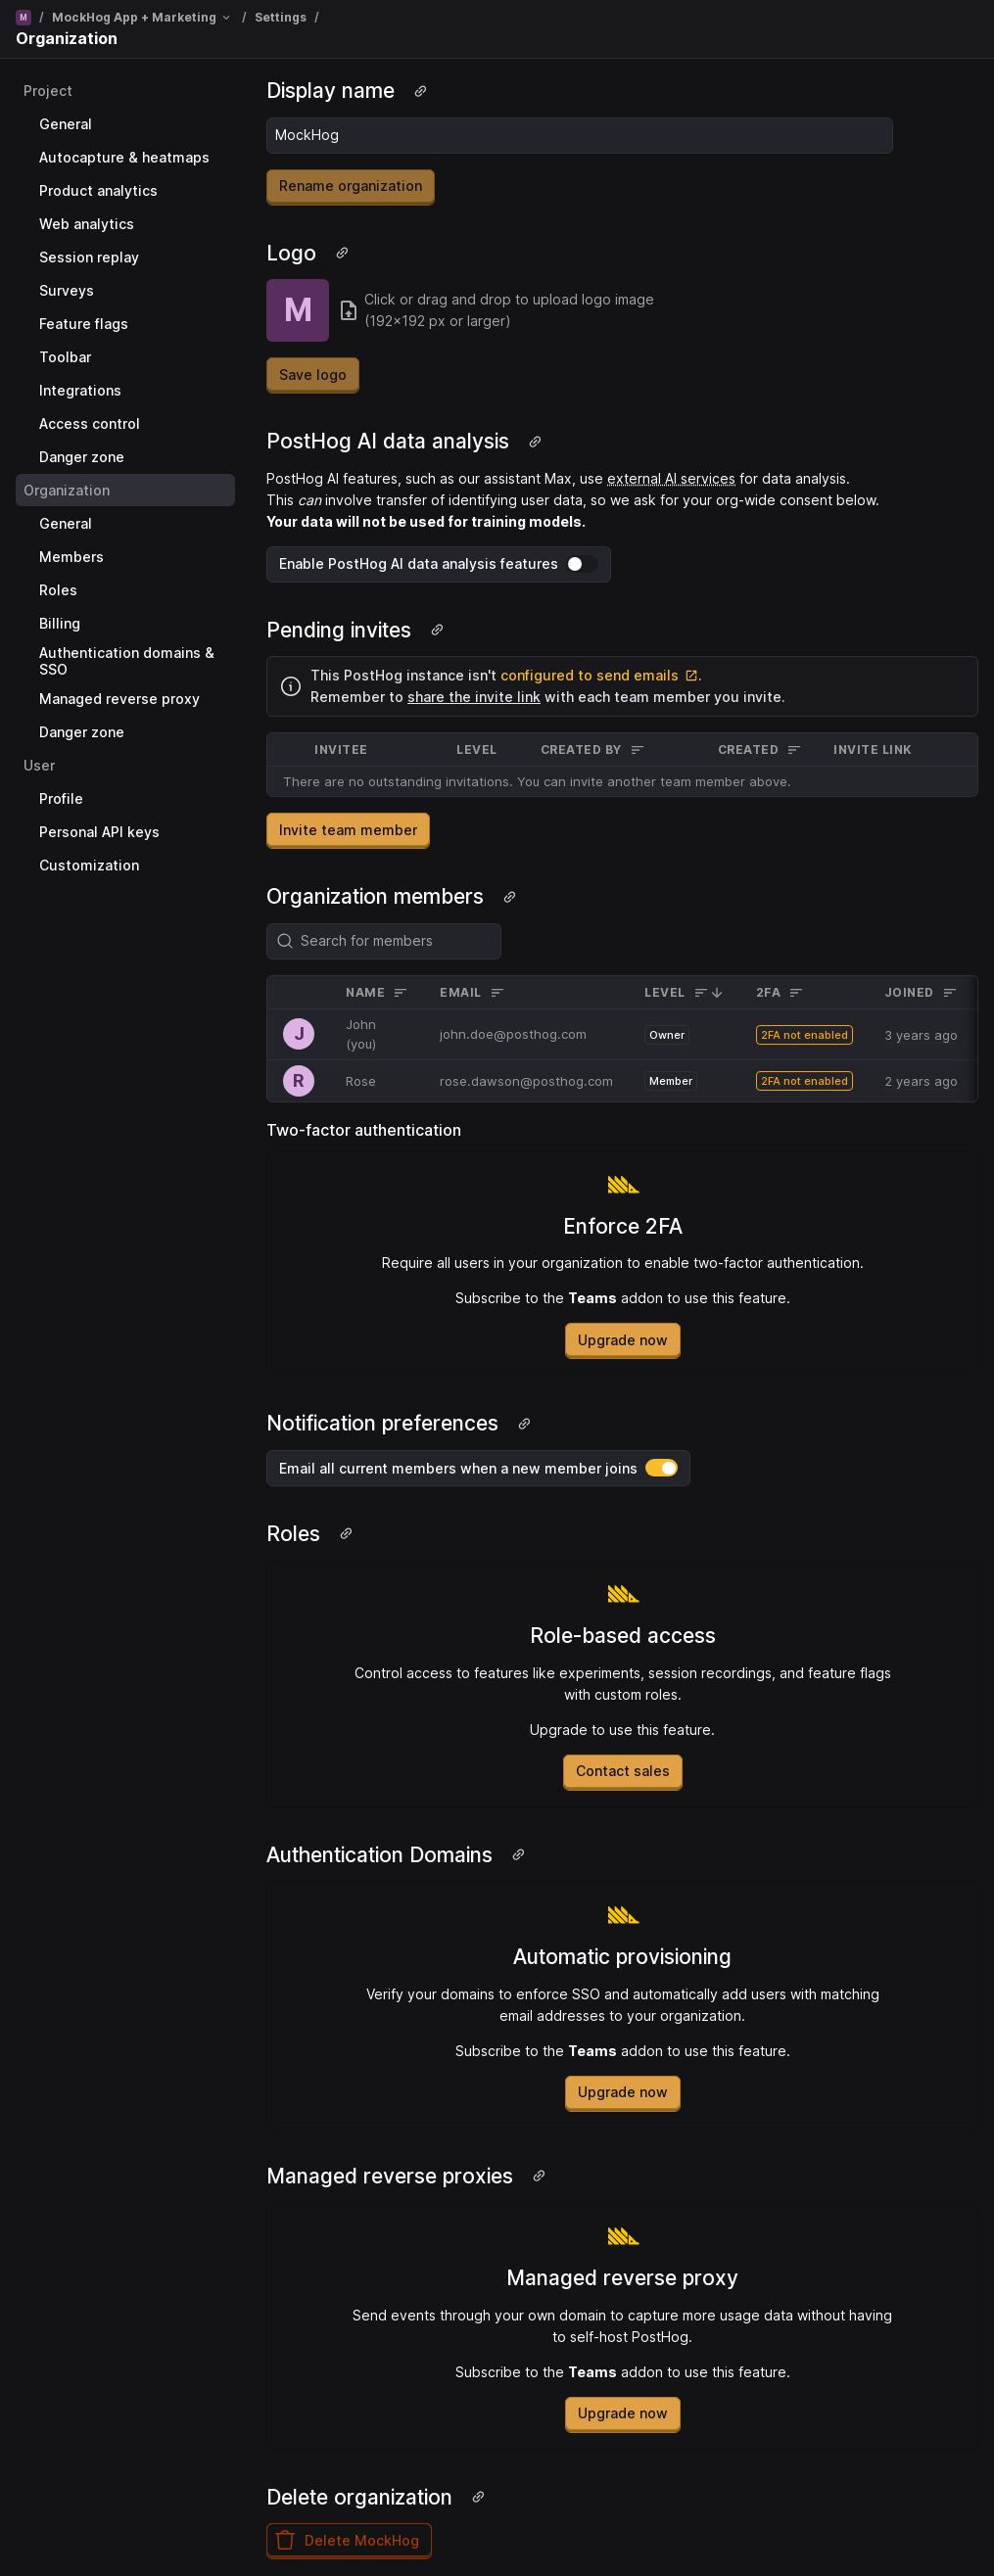 M / MockHog App + Marketing / Settings /
Organization
Project
General
Autocapture & heatmaps
Product analytics
Web analytics
Session replay
Surveys
Feature flags
Toolbar
Integrations
Access control
Danger zone
Organization
General
Members
Roles
Billing
Authentication domains &
SSO
Managed reverse proxy
Danger zone
User
Profile
Personal API keys
Customization
Display name
MockHog
Rename organization
Logo
M
Click or drag and drop to upload logo image
(192×192 px or larger)
Save logo
PostHog AI data analysis
PostHog AI features, such as our assistant Max, use external AI services for data analysis.
This can involve transfer of identifying user data, so we ask for your org-wide consent below.
Your data will not be used for training models.
Enable PostHog AI data analysis features
Pending invites
This PostHog instance isn't configured to send emails.
Remember to share the invite link with each team member you invite.
INVITEE LEVEL CREATED BY CREATED INVITE LINK
There are no outstanding invitations. You can invite another team member above.
Invite team member
Organization members
Search for members
NAME EMAIL LEVEL 2FA JOINED
J John (you) john.doe@posthog.com Owner 2FA not enabled 3 years ago
R Rose rose.dawson@posthog.com Member 2FA not enabled 2 years ago
Two-factor authentication
Enforce 2FA
Require all users in your organization to enable two-factor authentication.
Subscribe to the Teams addon to use this feature.
Upgrade now
Notification preferences
Email all current members when a new member joins
Roles
Role-based access
Control access to features like experiments, session recordings, and feature flags
with custom roles.
Upgrade to use this feature.
Contact sales
Authentication Domains
Automatic provisioning
Verify your domains to enforce SSO and automatically add users with matching
email addresses to your organization.
Subscribe to the Teams addon to use this feature.
Upgrade now
Managed reverse proxies
Managed reverse proxy
Send events through your own domain to capture more usage data without having
to self-host PostHog.
Subscribe to the Teams addon to use this feature.
Upgrade now
Delete organization
Delete MockHog